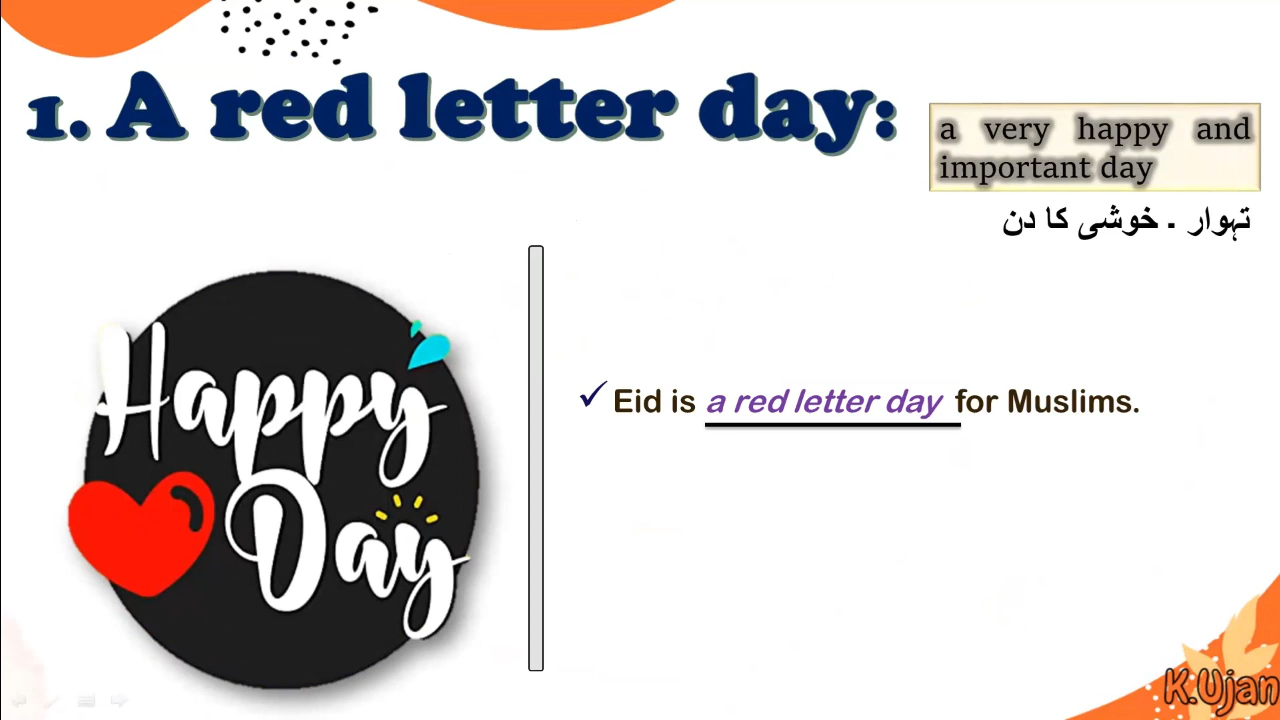 1. A red letter day:
a very happy and
important day
تہوار ۔ خوشی کا دن
Happy
Day
Eid is a red letter day for Muslims.
K.Ujan